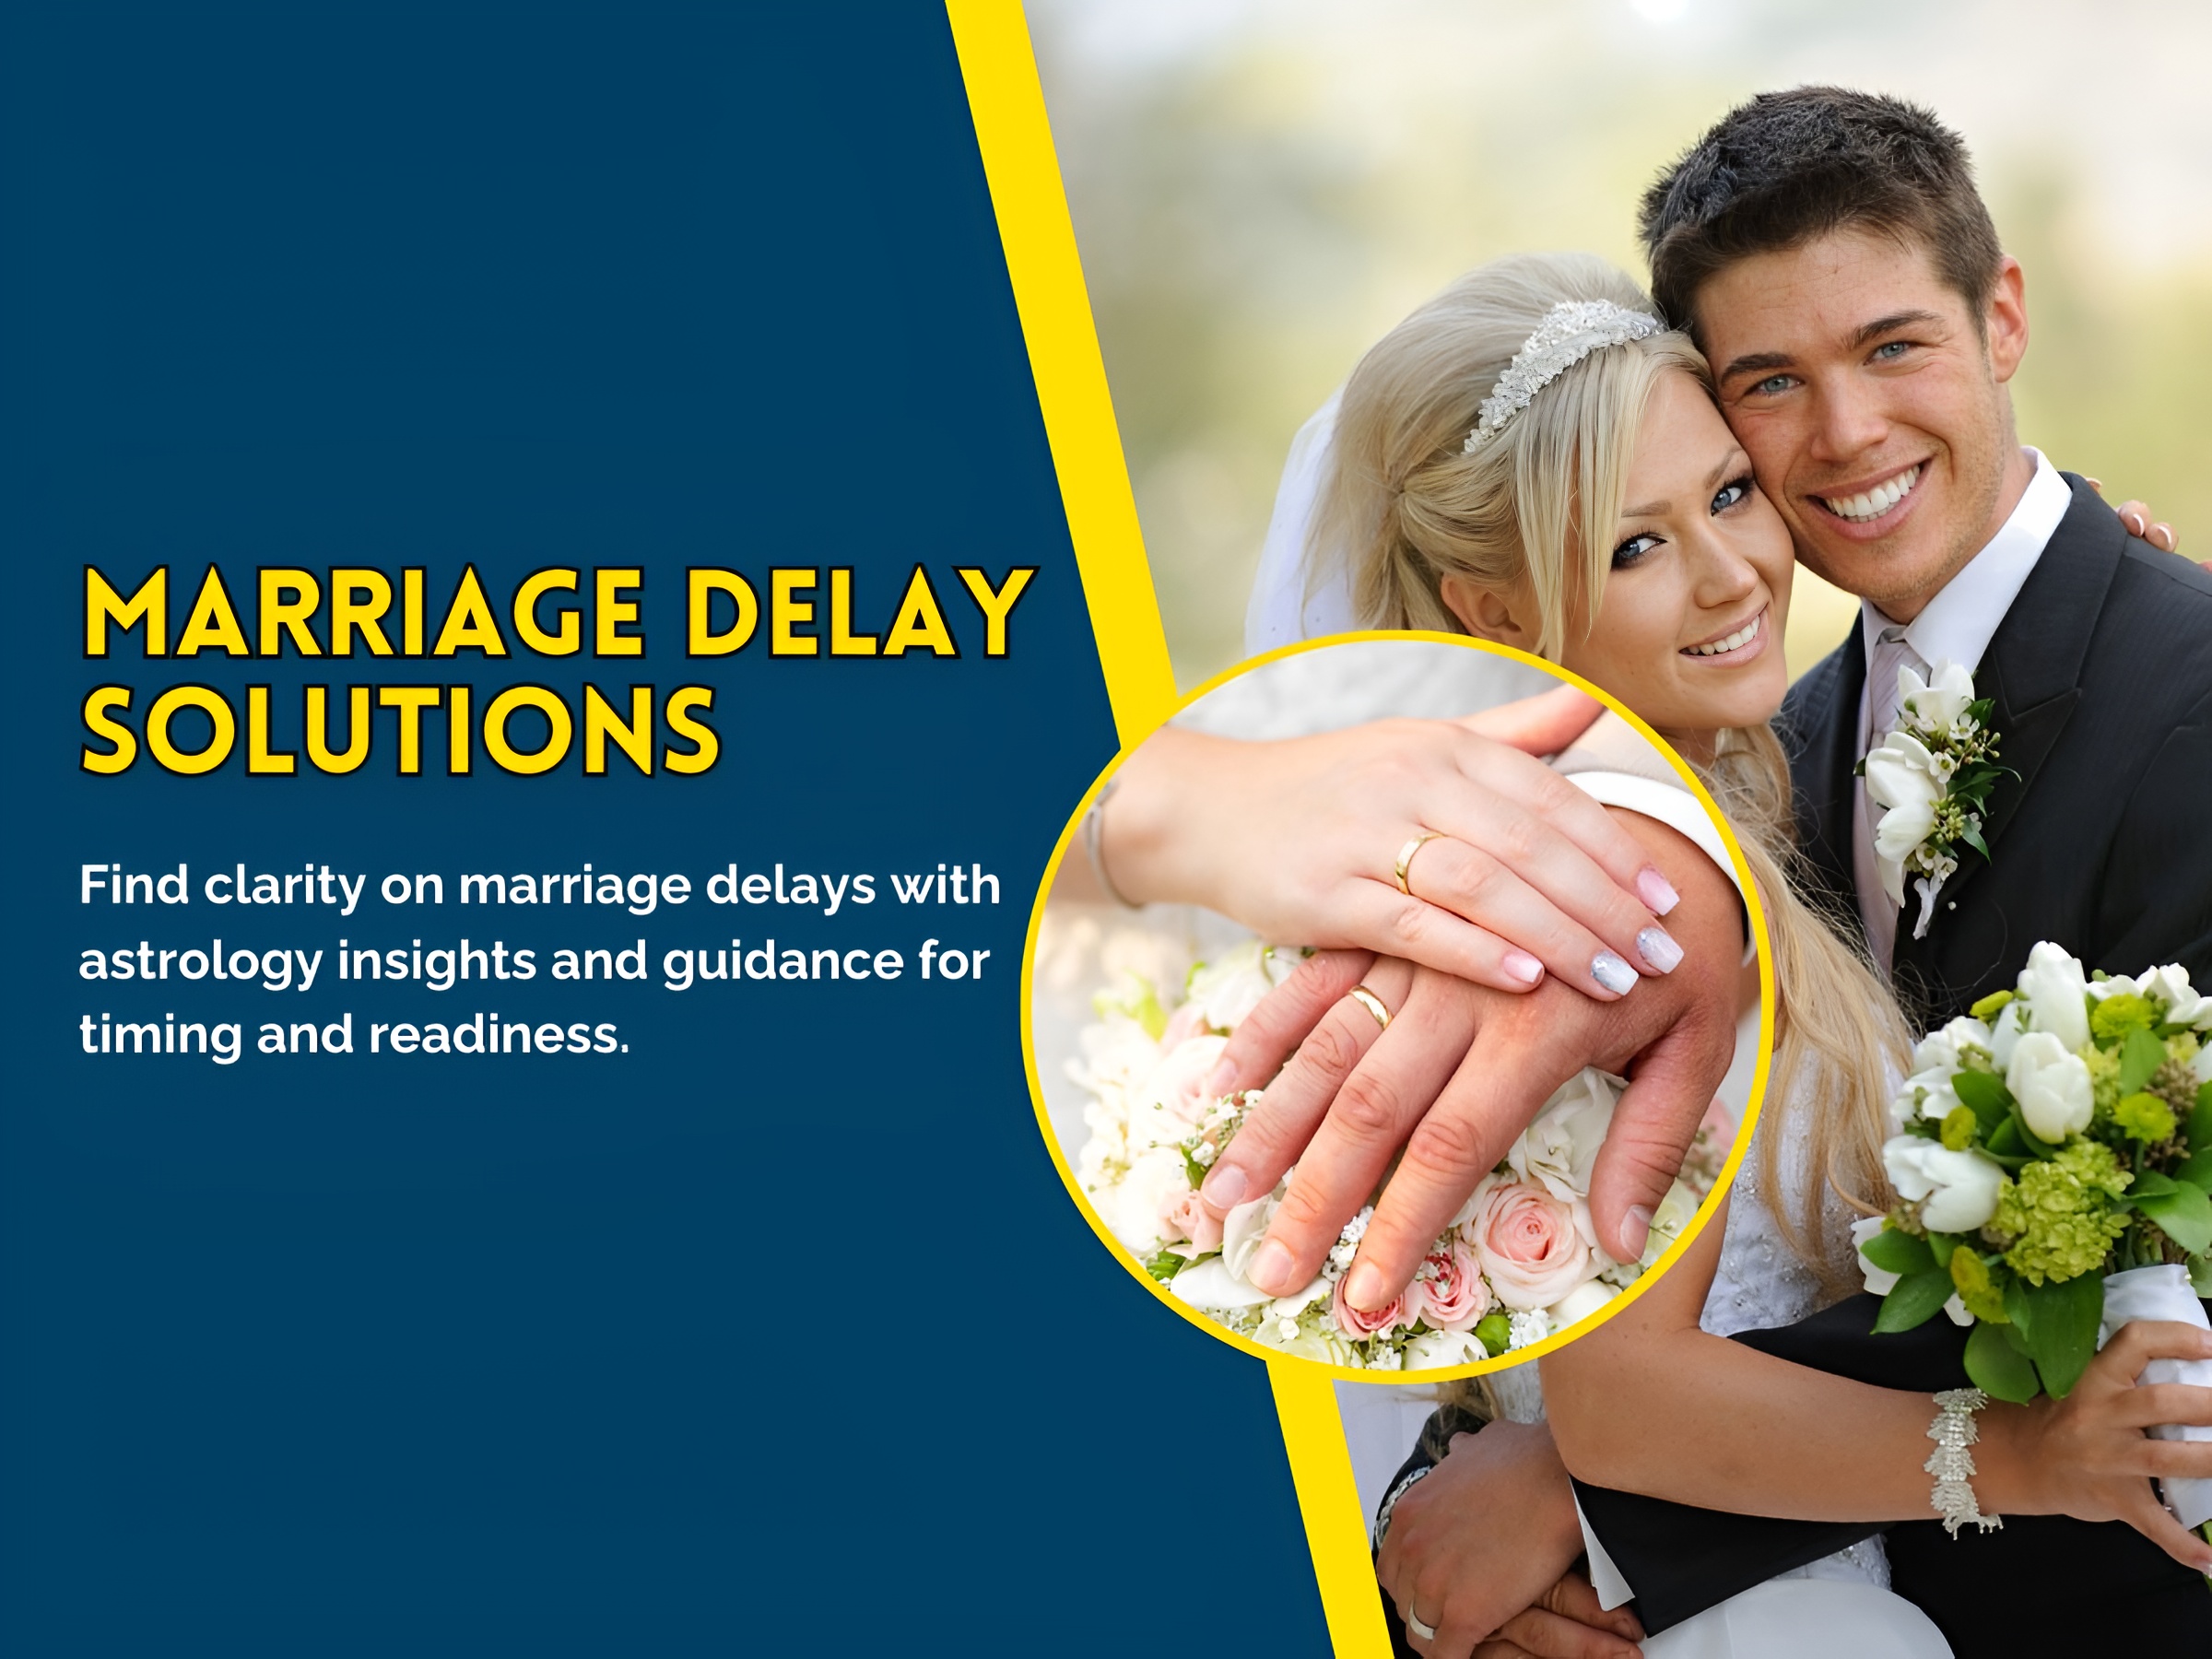 MARRIAGE DELAY
SOLUTIONS
Find clarity on marriage delays with
astrology insights and guidance for
timing and readiness.